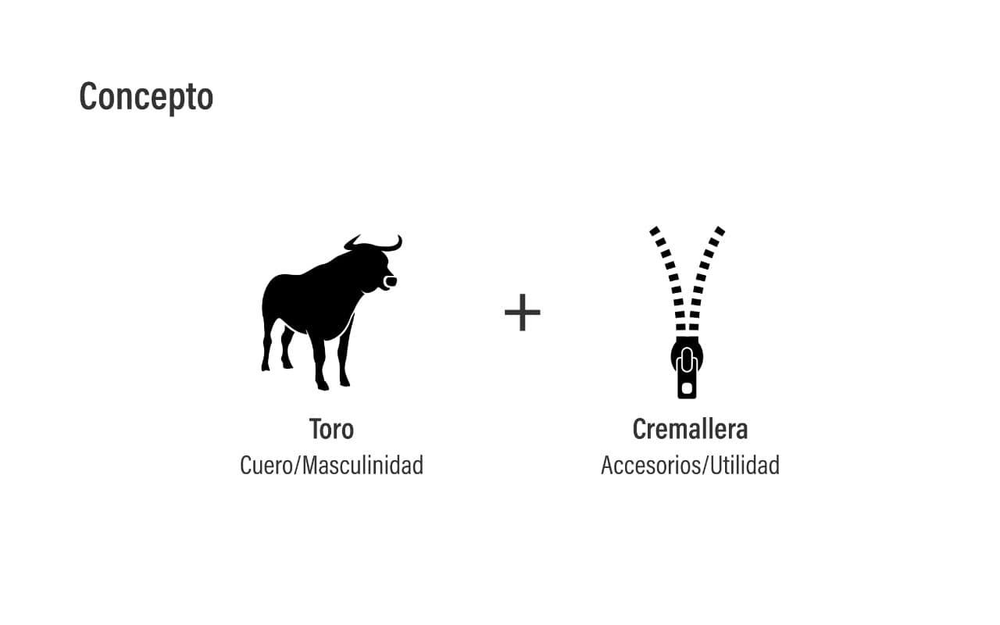 Concepto
+
Toro
Cuero/Masculinidad
Cremallera
Accesorios/Utilidad